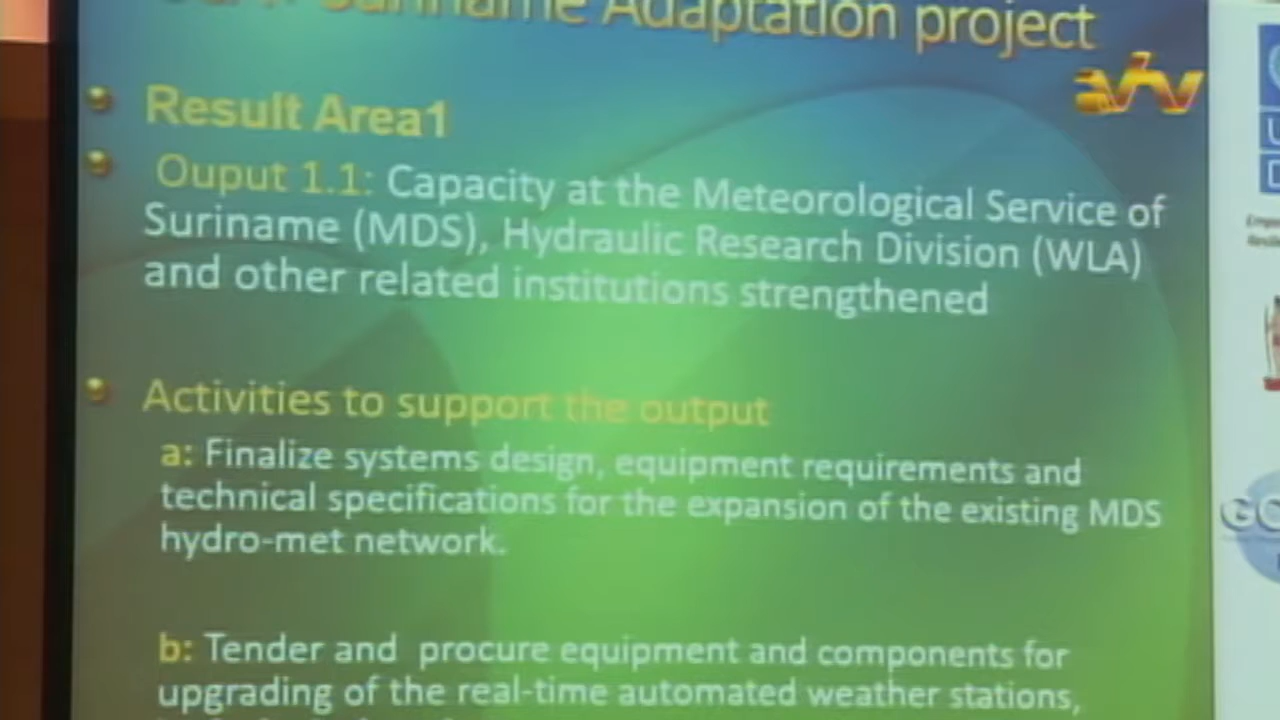 Suriname Adaptation project
atv
Result Area1
Ouput 1.1: Capacity at the Meteorological Service of
Suriname (MDS), Hydraulic Research Division (WLA)
and other related institutions strengthened
Activities to support the output
a: Finalize systems design, equipment requirements and
technical specifications for the expansion of the existing MDS
hydro-met network.
b: Tender and procure equipment and components for
upgrading of the real-time automated weather stations,